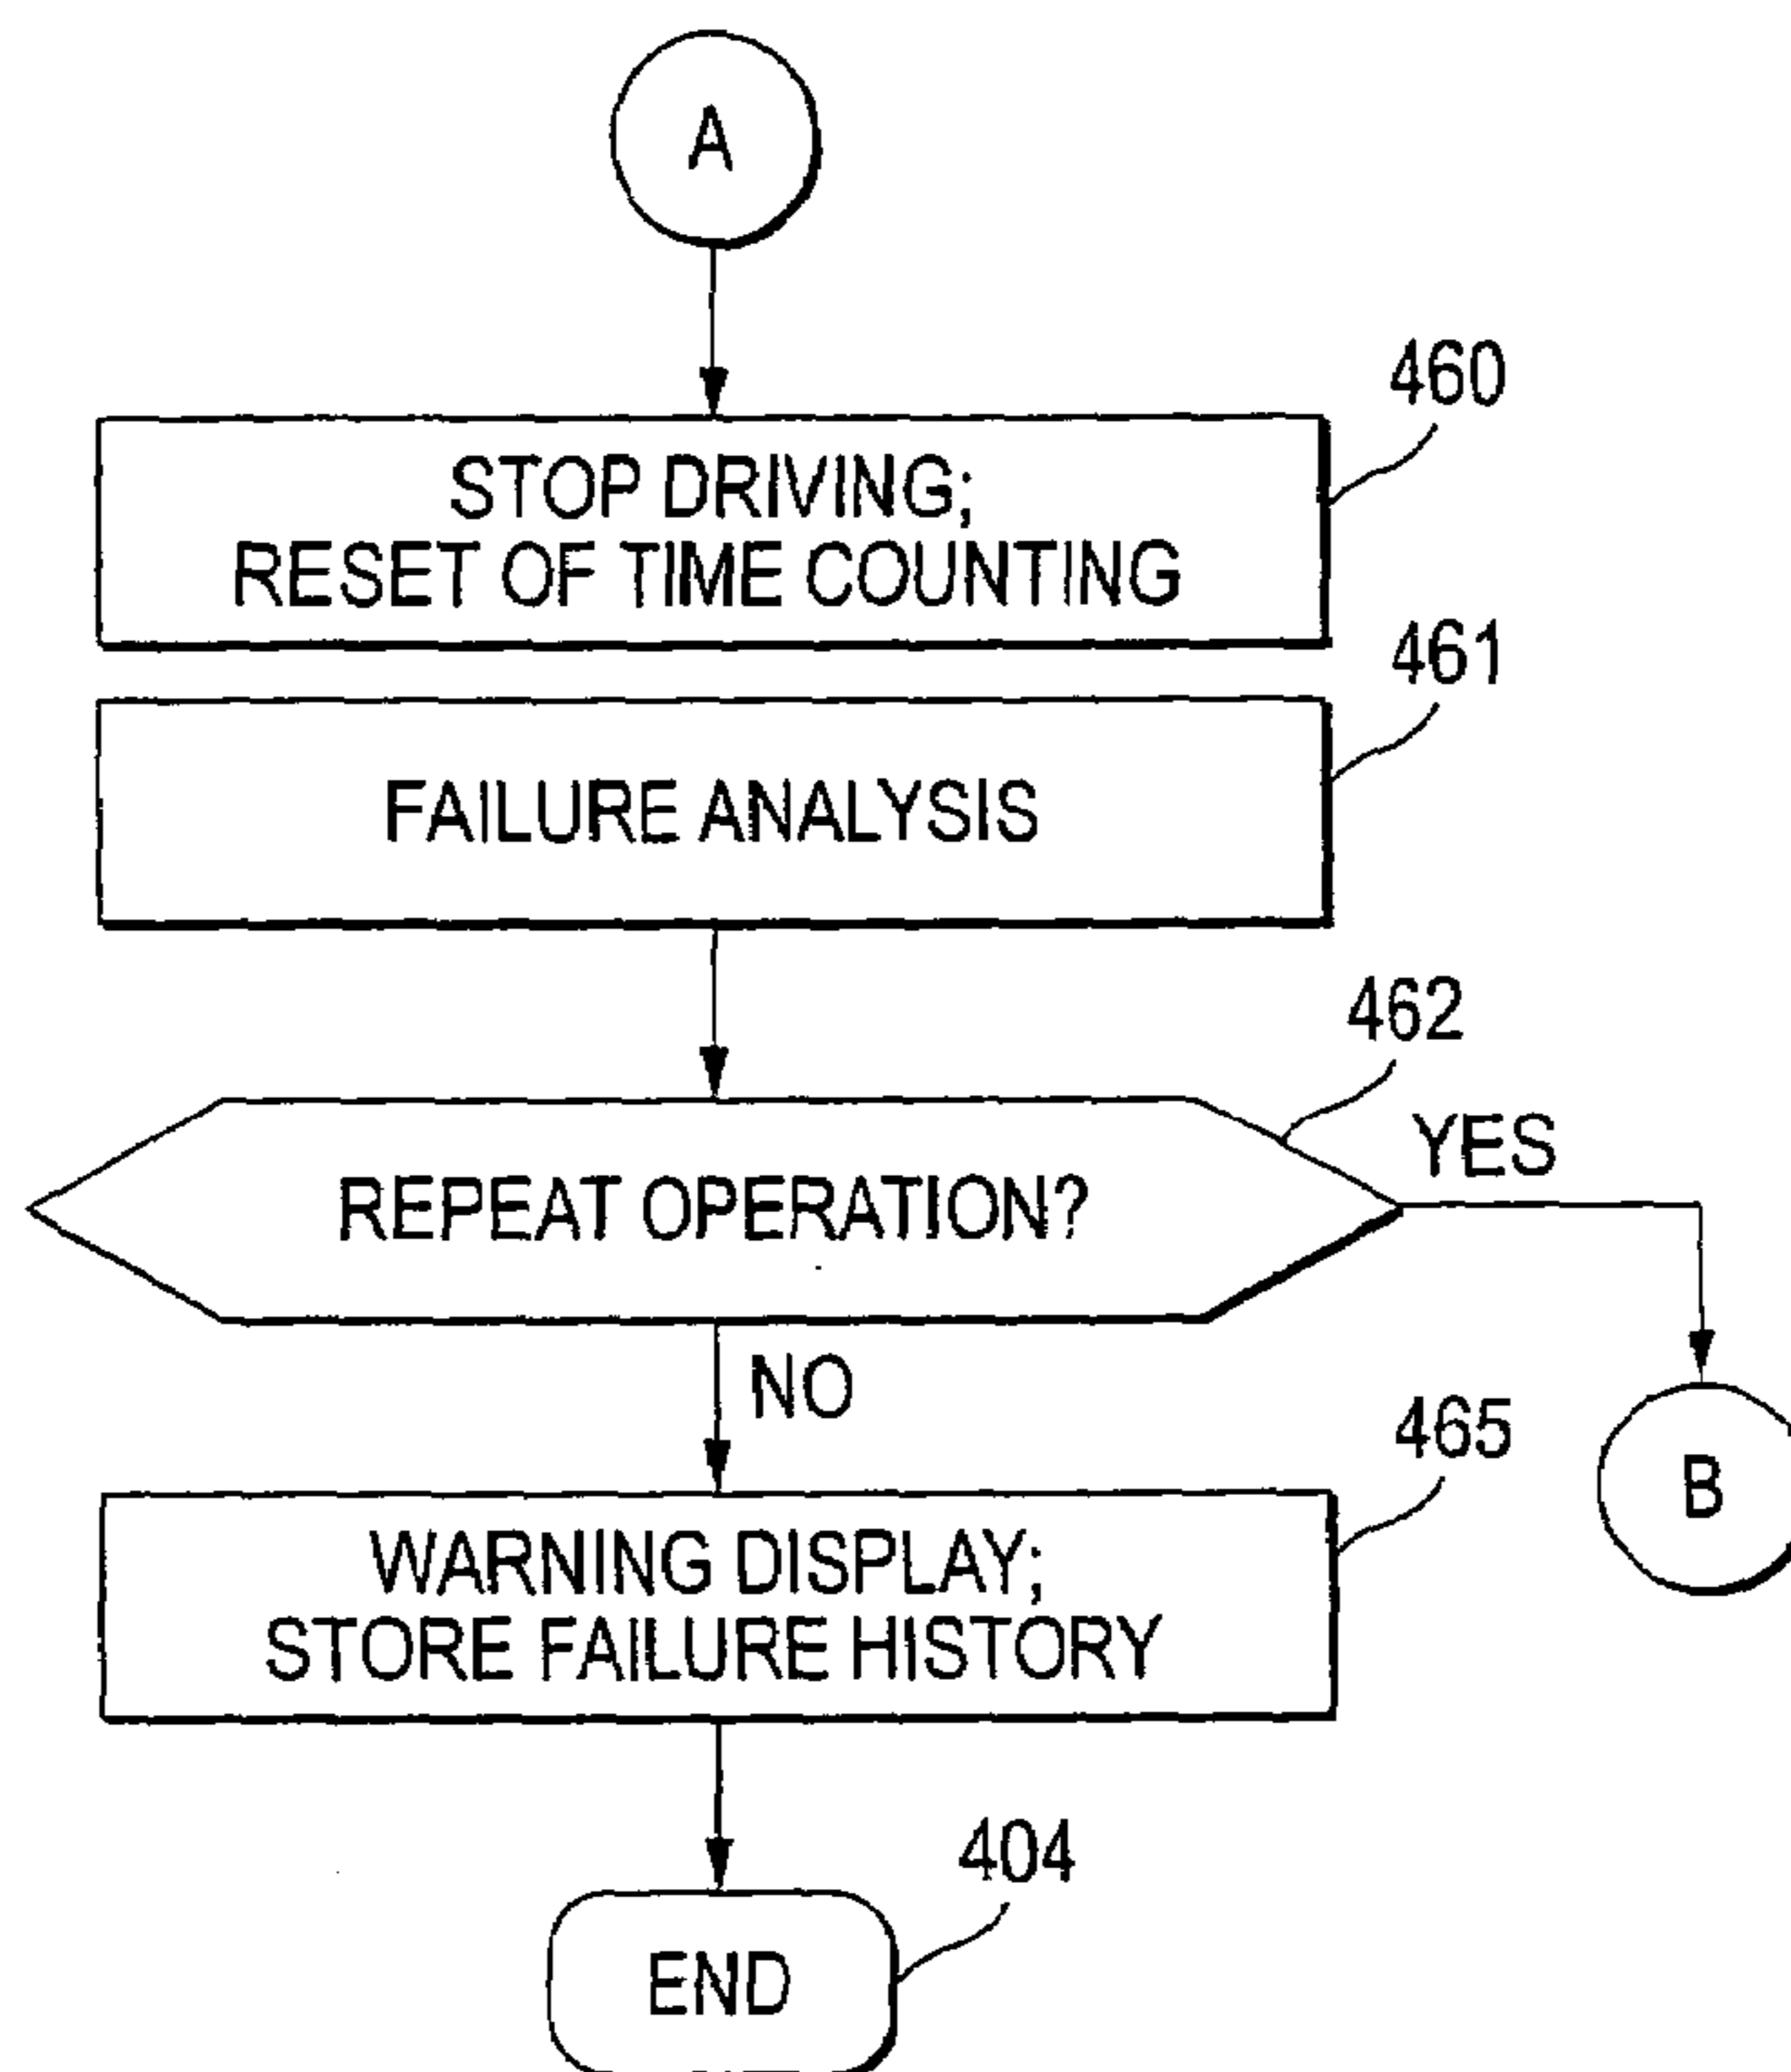 A
460
STOP DRIVING;
RESET OF TIME COUNTING
461
FAILURE ANALYSIS
462
YES
REPEAT OPERATION?
NO
465
B
WARNING DISPLAY;
STORE FAILURE HISTORY
404
END